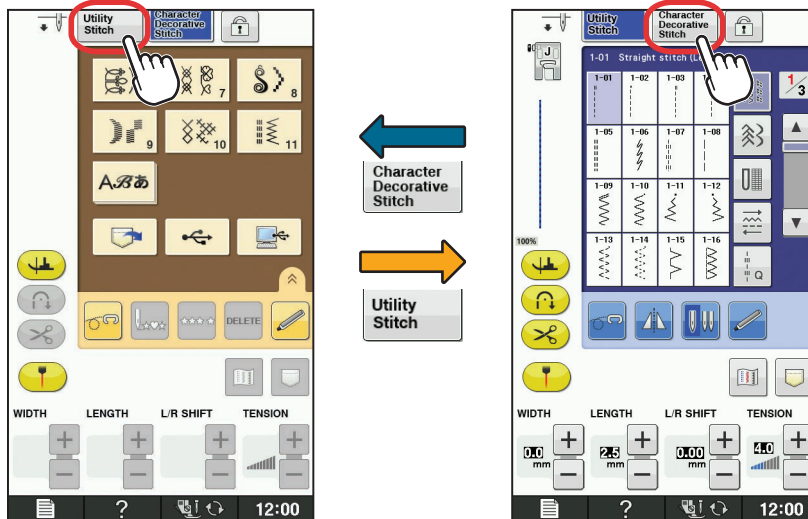 Utility
Stitch
Character
Decorative
Stitch
7
8
9
10
11
Aあ
DELETE
WIDTH
LENGTH
L/R SHIFT
TENSION
?
12:00
Character
Decorative
Stitch
Utility
Stitch
Utility
Stitch
Character
Decorative
Stitch
J
1-01 Straight stitch
1/3
1-01
1-02
1-03
1-05
1-06
1-07
1-08
1-09
1-10
1-11
1-12
1-13
1-14
1-15
1-16
Q
100%
WIDTH
LENGTH
L/R SHIFT
TENSION
0.0
mm
2.5
mm
0.00
mm
4.0
?
12:00